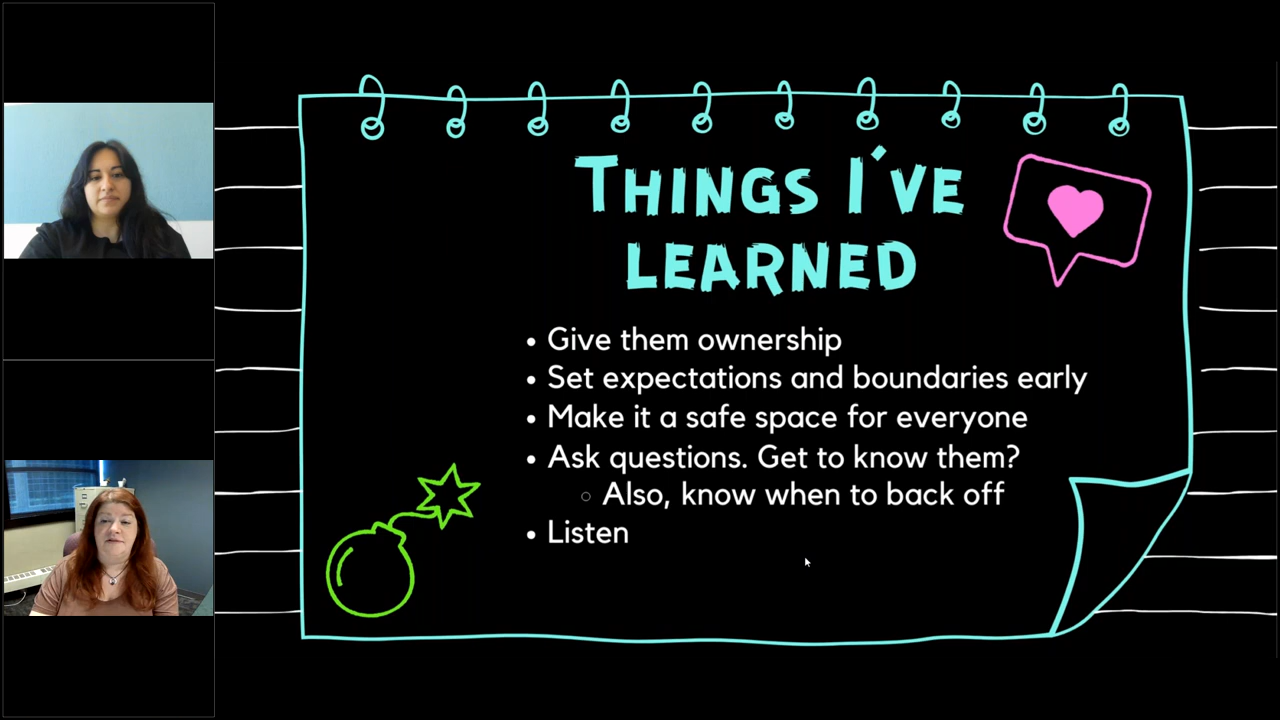 THINGS I'VE
LEARNED
• Give them ownership
• Set expectations and boundaries early
• Make it a safe space for everyone
• Ask questions. Get to know them?
○ Also, know when to back off
• Listen